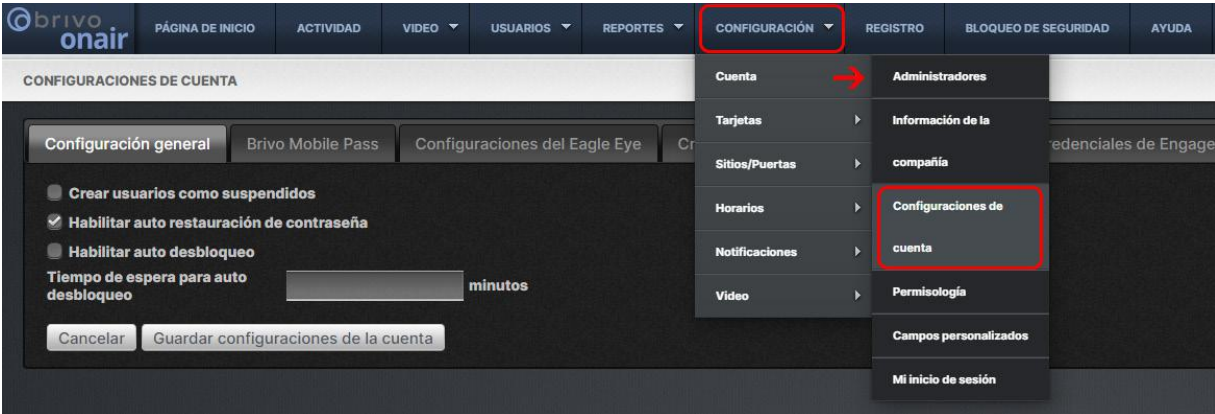 brivo
onair
PÁGINA DE INICIO ACTIVIDAD VIDEO USUARIOS REPORTES CONFIGURACIÓN REGISTRO BLOQUEO DE SEGURIDAD AYUDA
CONFIGURACIONES DE CUENTA
Cuenta
Tarjetas
Sitios/Puertas
Horarios
Notificaciones
Video
Administradores
Información de la
compañía
Configuraciones de
cuenta
Permisología
Campos personalizados
Mi inicio de sesión
Configuración general Brivo Mobile Pass Configuraciones del Eagle Eye Cr edenciales de Engage
Crear usuarios como suspendidos
Habilitar auto restauración de contraseña
Habilitar auto desbloqueo
Tiempo de espera para auto
desbloqueo
minutos
Cancelar Guardar configuraciones de la cuenta